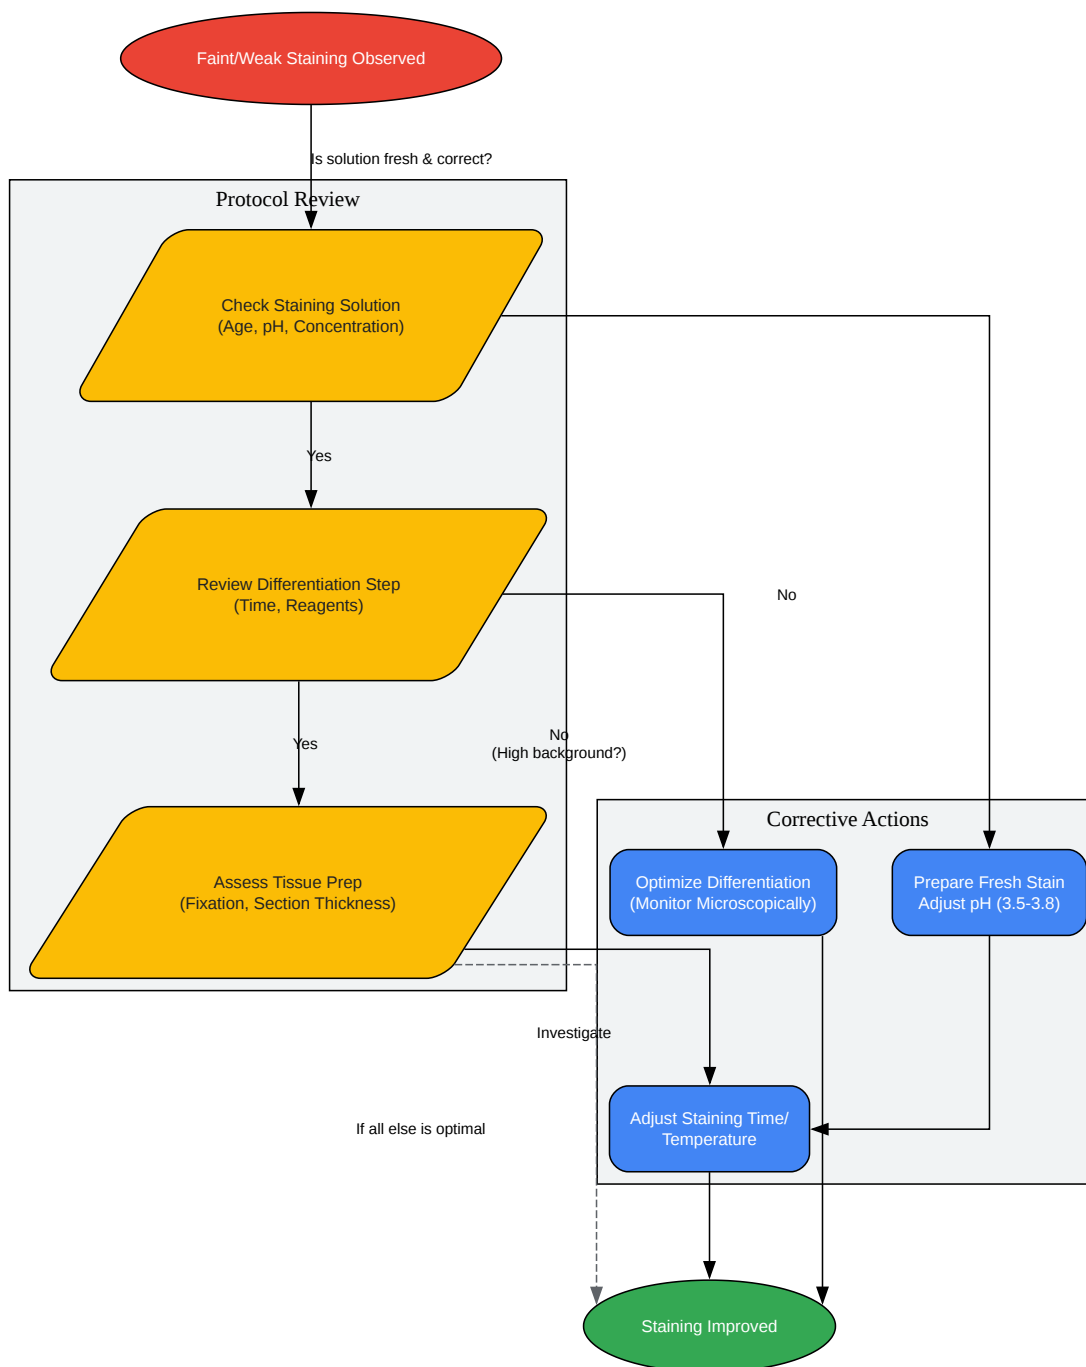 Faint/Weak Staining Observed
Is solution fresh & correct?
Protocol Review
Check Staining Solution
(Age, pH, Concentration)
Yes
Review Differentiation Step
(Time, Reagents)
No
Yes
No
(High background?)
Corrective Actions
Assess Tissue Prep
(Fixation, Section Thickness)
Optimize Differentiation
(Monitor Microscopically)
Prepare Fresh Stain
Adjust pH (3.5-3.8)
Investigate
If all else is optimal
Adjust Staining Time/
Temperature
Staining Improved